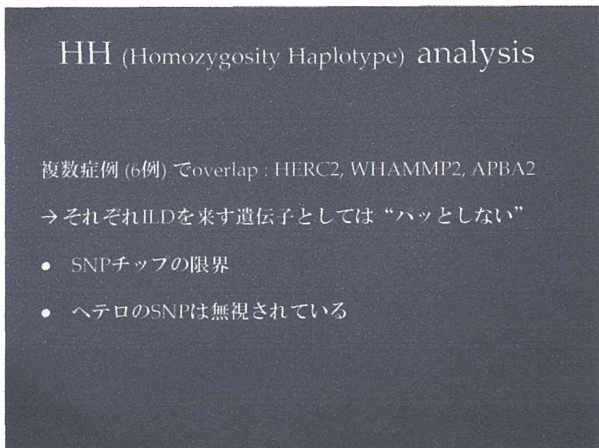 HH (Homozygosity Haplotype) analysis
複数症例 (6例) でoverlap : HERC2, WHAMMP2, APBA2
→それぞれILDを来す遺伝子としては“パッとしない”
● SNPチップの限界
● ヘテロのSNPは無視されている